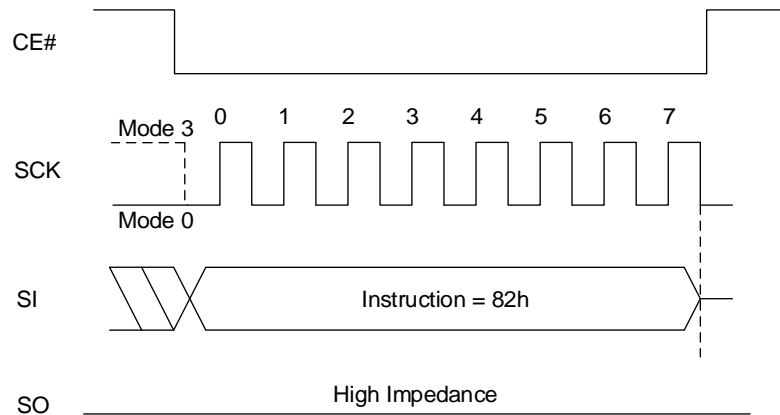 CE#
0 1 2 3 4 5 6 7
Mode 3
SCK
Mode 0
SI
Instruction = 82h
High Impedance
SO